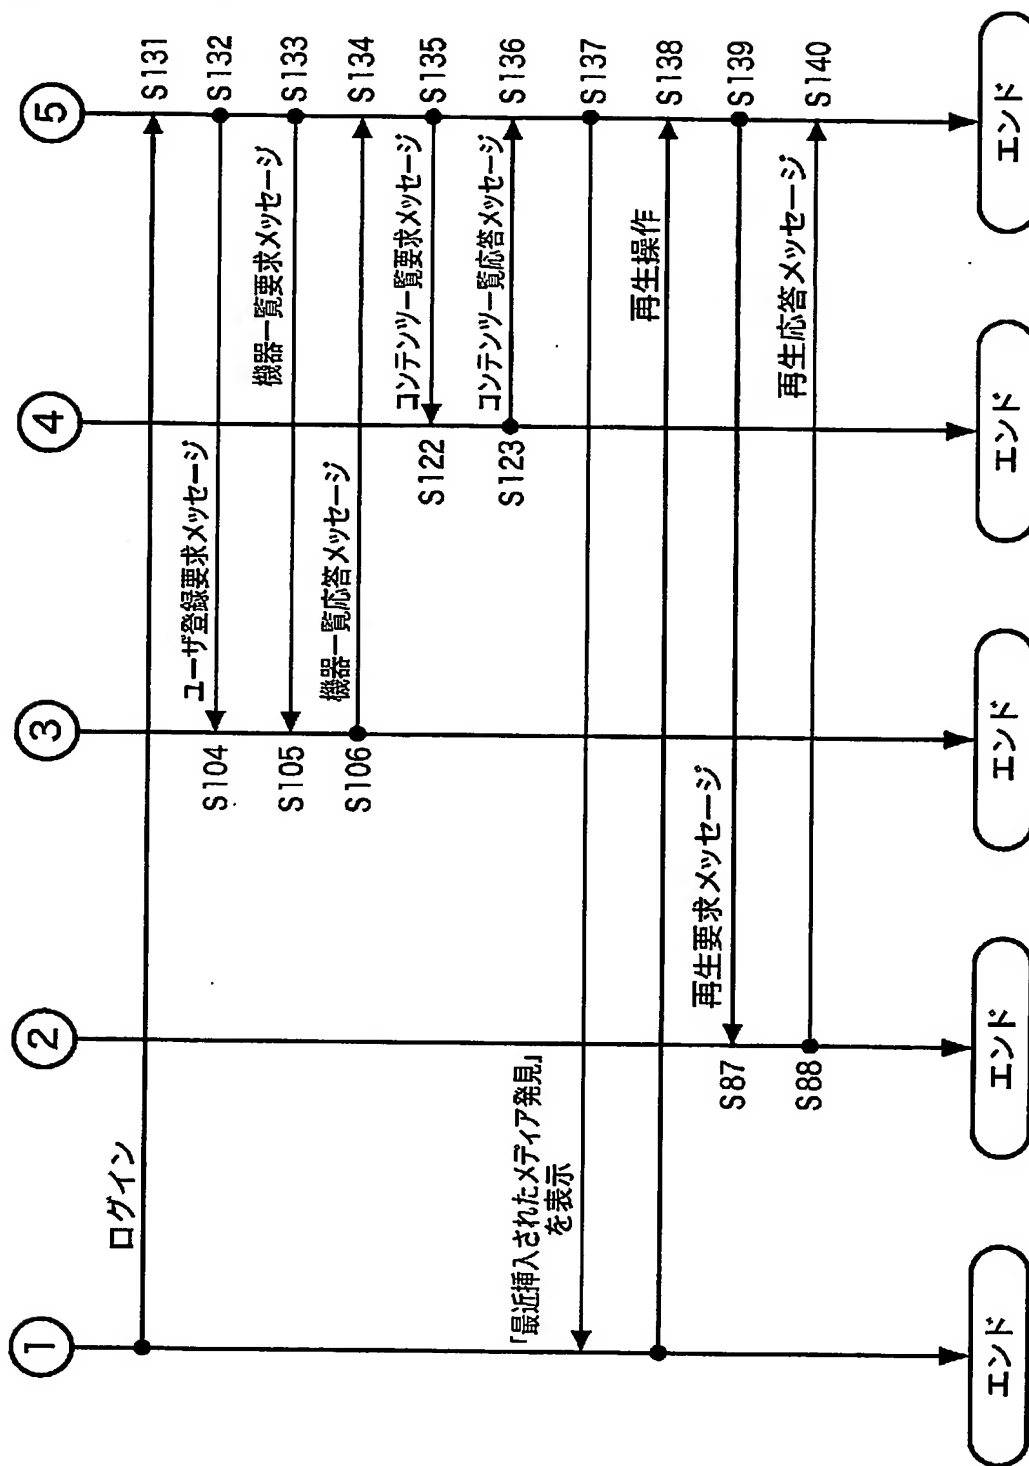 1 2 3 4 5
ログイン
S131
ユーザ登録要求メッセージ
S104
S132
機器一覧要求メッセージ
S105
S133
機器一覧応答メッセージ
S106
S134
コンテンツ一覧要求メッセージ
S122
S135
コンテンツ一覧応答メッセージ
S123
S136
「最近挿入されたメディア発見」
を表示
S137
再生操作
S138
再生要求メッセージ
S87
S139
再生応答メッセージ
S88
S140
エンド エンド エンド エンド エンド